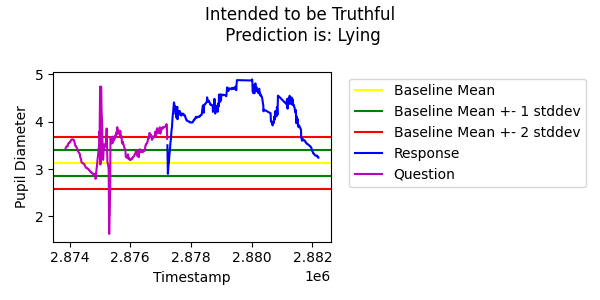 Intended to be Truthful
Prediction is: Lying
5
4
3
2
Pupil Diameter
2.874 2.876 2.878 2.880 2.882
1e6
Timestamp
Baseline Mean
Baseline Mean +- 1 stddev
Baseline Mean +- 2 stddev
Response
Question